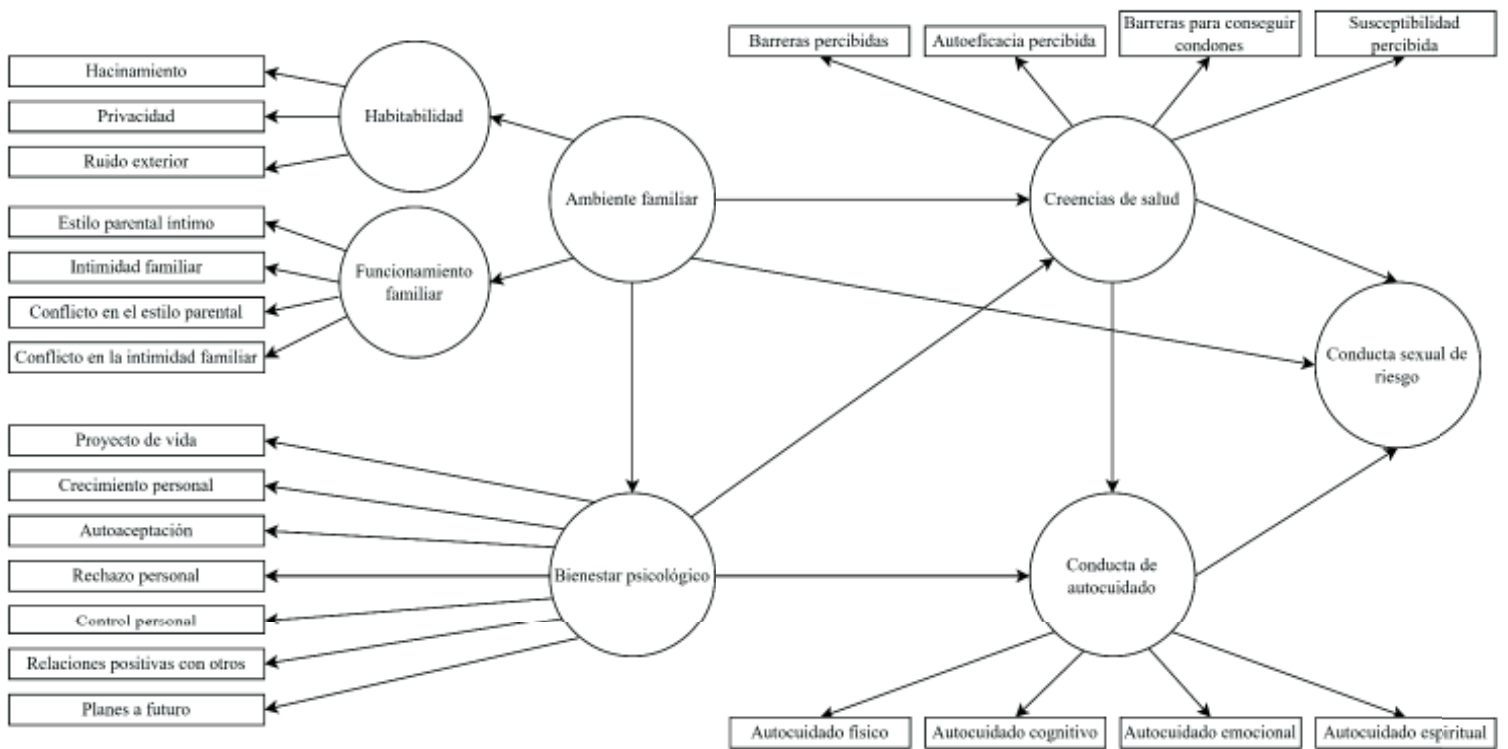 Barreras percibidas
Autoeficacia percibida
Barreras para conseguir
condones
Susceptibilidad
percibida
Hacinamiento
Privacidad
Ruido exterior
Habitabilidad
Ambiente familiar
Creencias de salud
Estilo parental íntimo
Intimidad familiar
Conflicto en el estilo parental
Conflicto en la intimidad familiar
Funcionamiento
familiar
Conducta sexual de
riesgo
Proyecto de vida
Crecimiento personal
Autoaceptación
Rechazo personal
Control personal
Relaciones positivas con otros
Planes a futuro
Bienestar psicológico
Conducta de
autocuidado
Autocuidado físico
Autocuidado cognitivo
Autocuidado emocional
Autocuidado espiritual